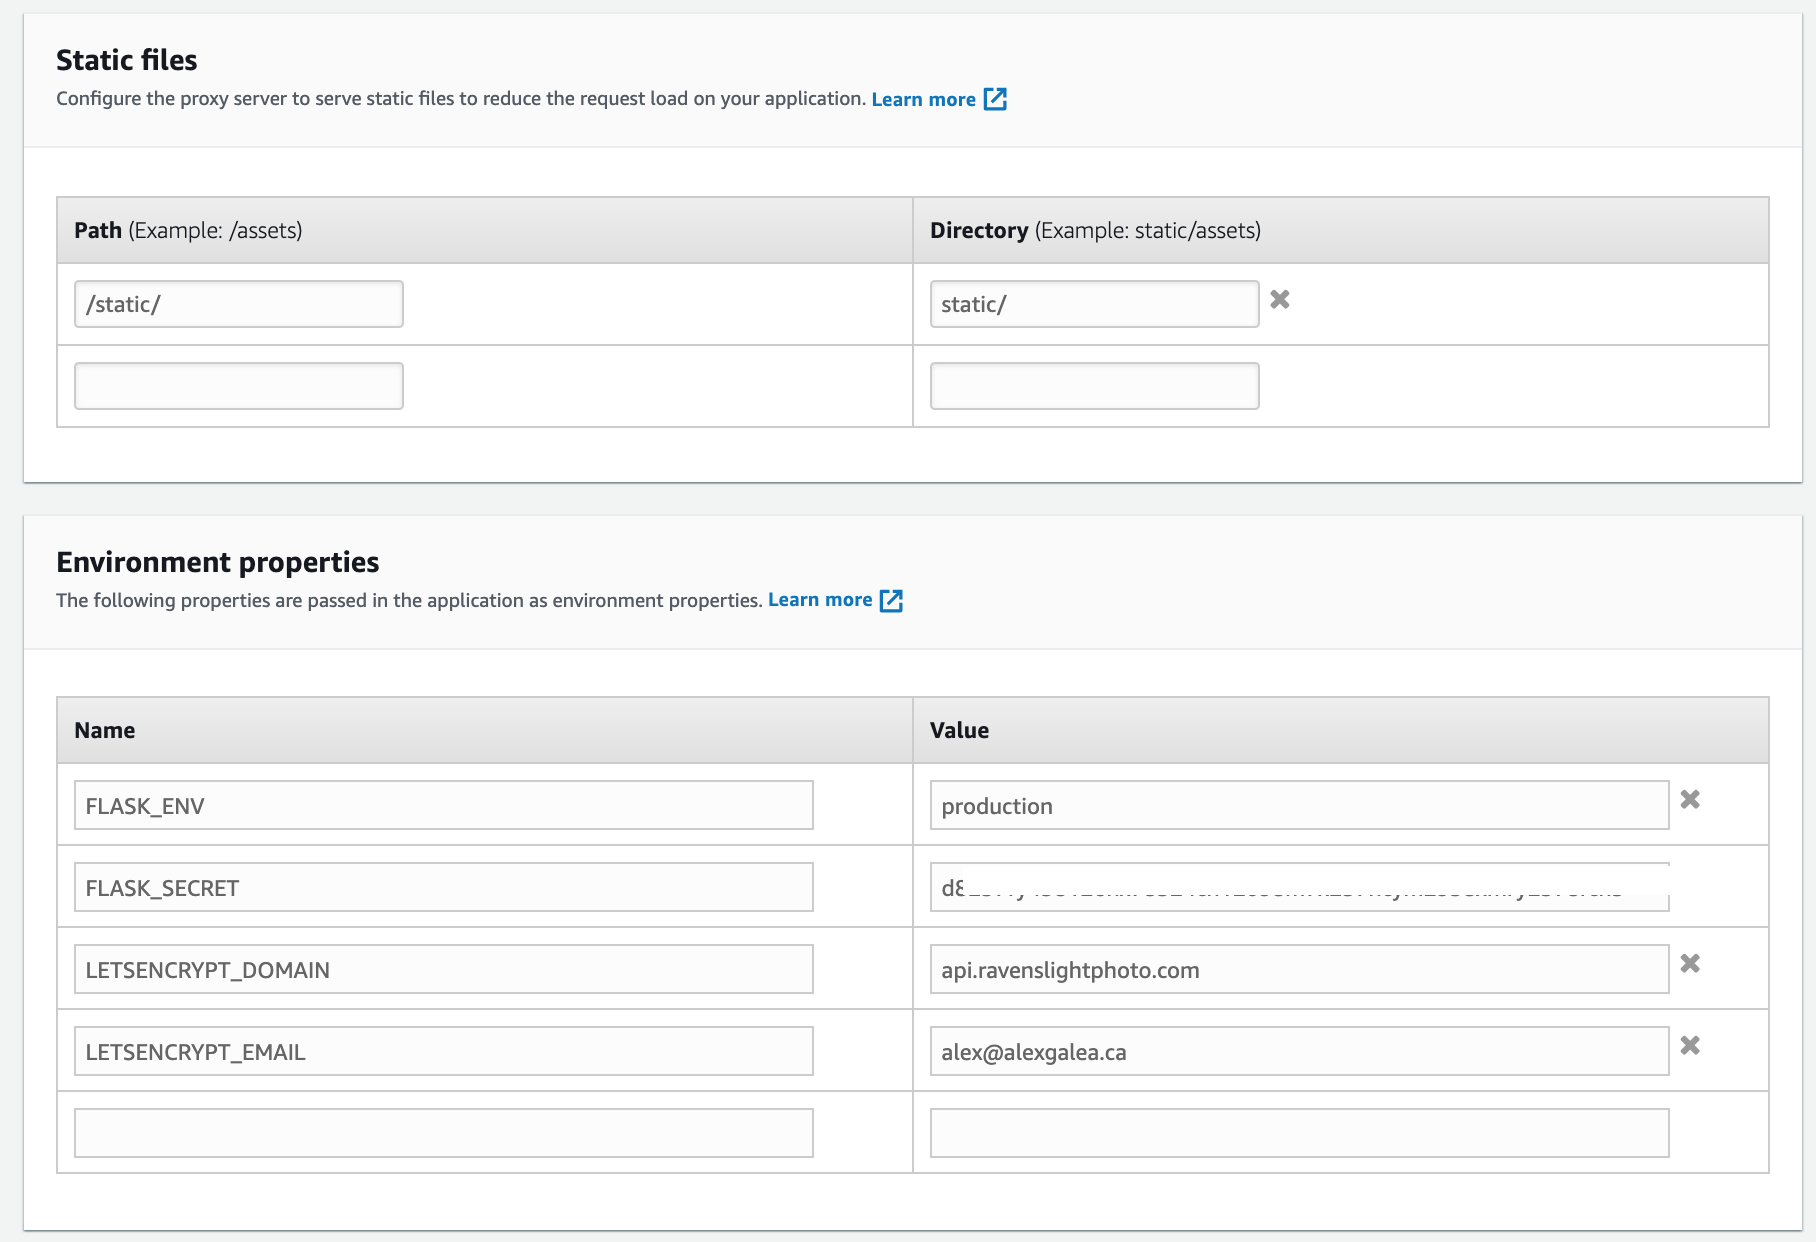 Static files
Configure the proxy server to serve static files to reduce the request load on your application. Learn more
Path (Example: /assets) Directory (Example: static/assets)
/static/ static/
Environment properties
The following properties are passed in the application as environment properties. Learn more
Name Value
FLASK_ENV production
FLASK_SECRET
LETSENCRYPT_DOMAIN api.ravenslightphoto.com
LETSENCRYPT_EMAIL alex@alexgalea.ca